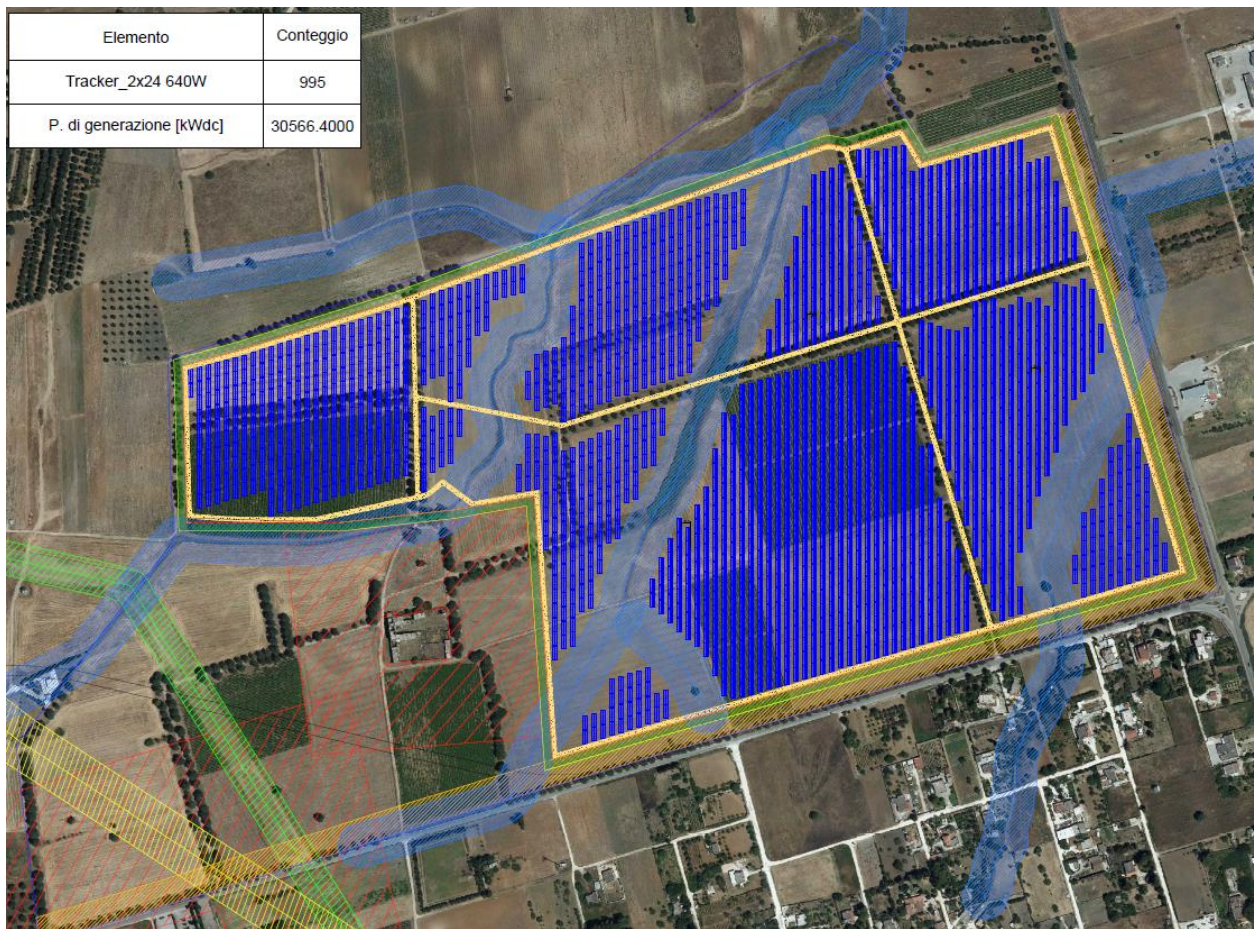 Elemento Conteggio
Tracker_2x24 640W 995
P. di generazione [kWdc] 30566.4000